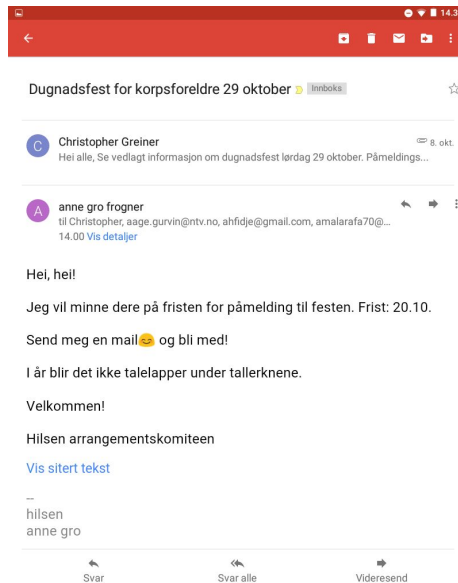 14.3
Dugnadsfest for korpsforeldre 29 oktober Innboks
C
Christopher Greiner
8. okt.
Hei alle, Se vedlagt informasjon om dugnadsfest lørdag 29 oktober. Påmeldings...
A
anne gro frogner
til Christopher, aage.gurvin@ntv.no, ahfidje@gmail.com, amalarafa70@...
14.00 Vis detaljer
Hei, hei!
Jeg vil minne dere på fristen for påmelding til festen. Frist: 20.10.
Send meg en mail😊 og bli med!
I år blir det ikke talelapper under tallerknene.
Velkommen!
Hilsen arrangementskomiteen
Vis sitert tekst
--
hilsen
anne gro
Svar
Svar alle
Videresend